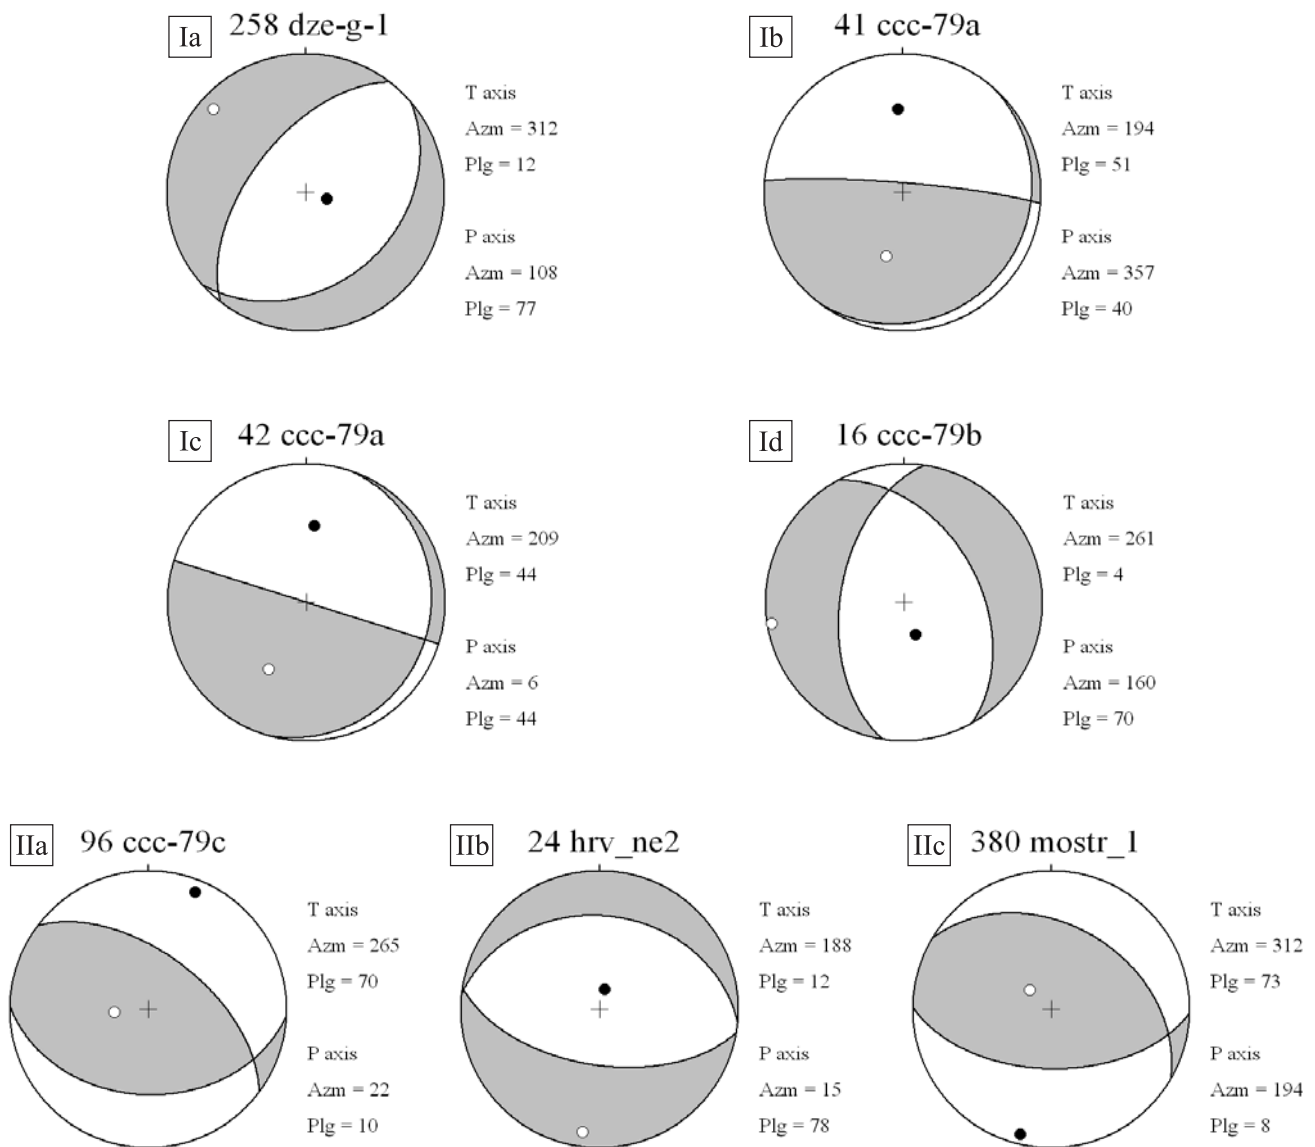 Ia 258 dze-g-1
T axis
Azm = 312
Plg = 12
P axis
Azm = 108
Plg = 77
Ib 41 ccc-79a
T axis
Azm = 194
Plg = 51
P axis
Azm = 357
Plg = 40
Ic 42 ccc-79a
T axis
Azm = 209
Plg = 44
P axis
Azm = 6
Plg = 44
Id 16 ccc-79b
T axis
Azm = 261
Plg = 4
P axis
Azm = 160
Plg = 70
IIa 96 ccc-79c
T axis
Azm = 265
Plg = 70
P axis
Azm = 22
Plg = 10
IIb 24 hrv_ne2
T axis
Azm = 188
Plg = 12
P axis
Azm = 15
Plg = 78
IIc 380 mostr_1
T axis
Azm = 312
Plg = 73
P axis
Azm = 194
Plg = 8